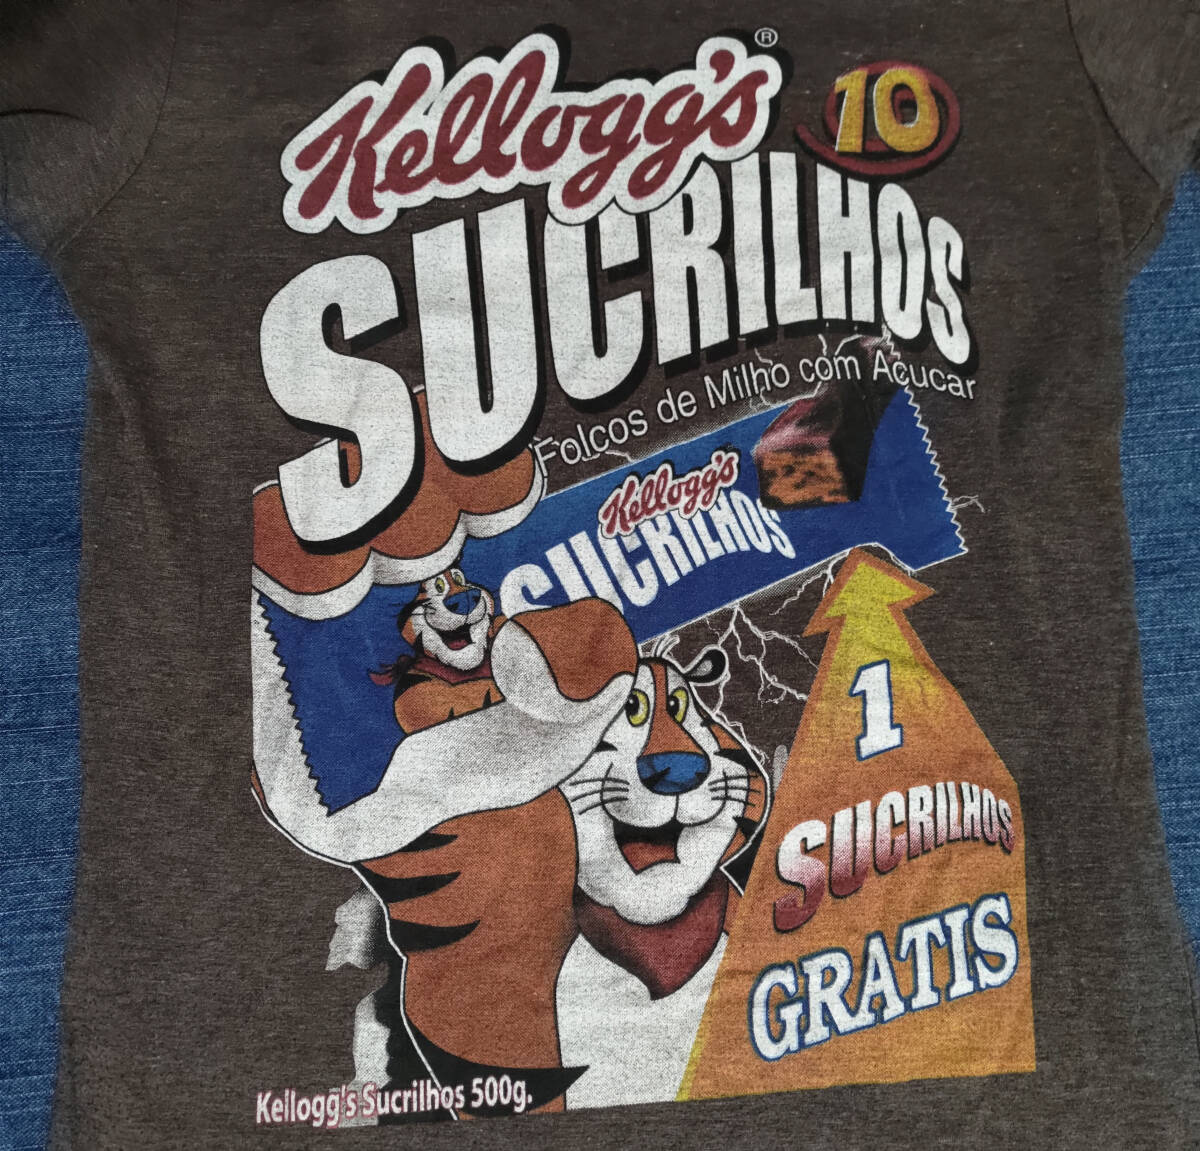 Kellogg's®
10
SUCRILHOS
Folcos de Milho com Acucar
Kellogg's
SUCRILHOS
1
SUCRILHOS
GRATIS
Kellogg's Sucrilhos 500g.